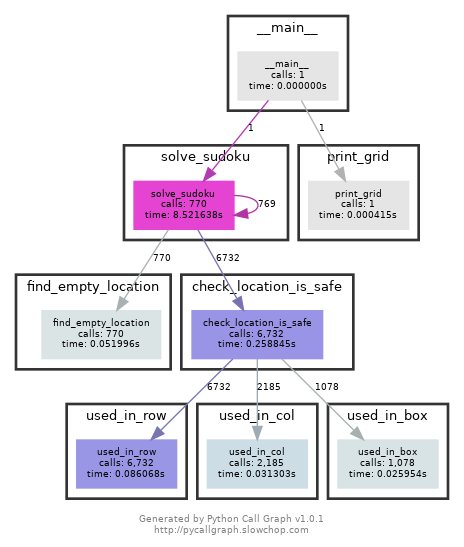 __main__
__main__
calls: 1
time: 0.000000s
1
1
solve_sudoku
print_grid
solve_sudoku
calls: 770
time: 8.521638s
769
print_grid
calls: 1
time: 0.000415s
770
6732
find_empty_location
check_location_is_safe
find_empty_location
calls: 770
time: 0.051996s
check_location_is_safe
calls: 6,732
time: 0.258845s
6732
2185
1078
used_in_row
used_in_col
used_in_box
used_in_row
calls: 6,732
time: 0.086068s
used_in_col
calls: 2,185
time: 0.031303s
used_in_box
calls: 1,078
time: 0.025954s
Generated by Python Call Graph v1.0.1
http://pycallgraph.slowchop.com